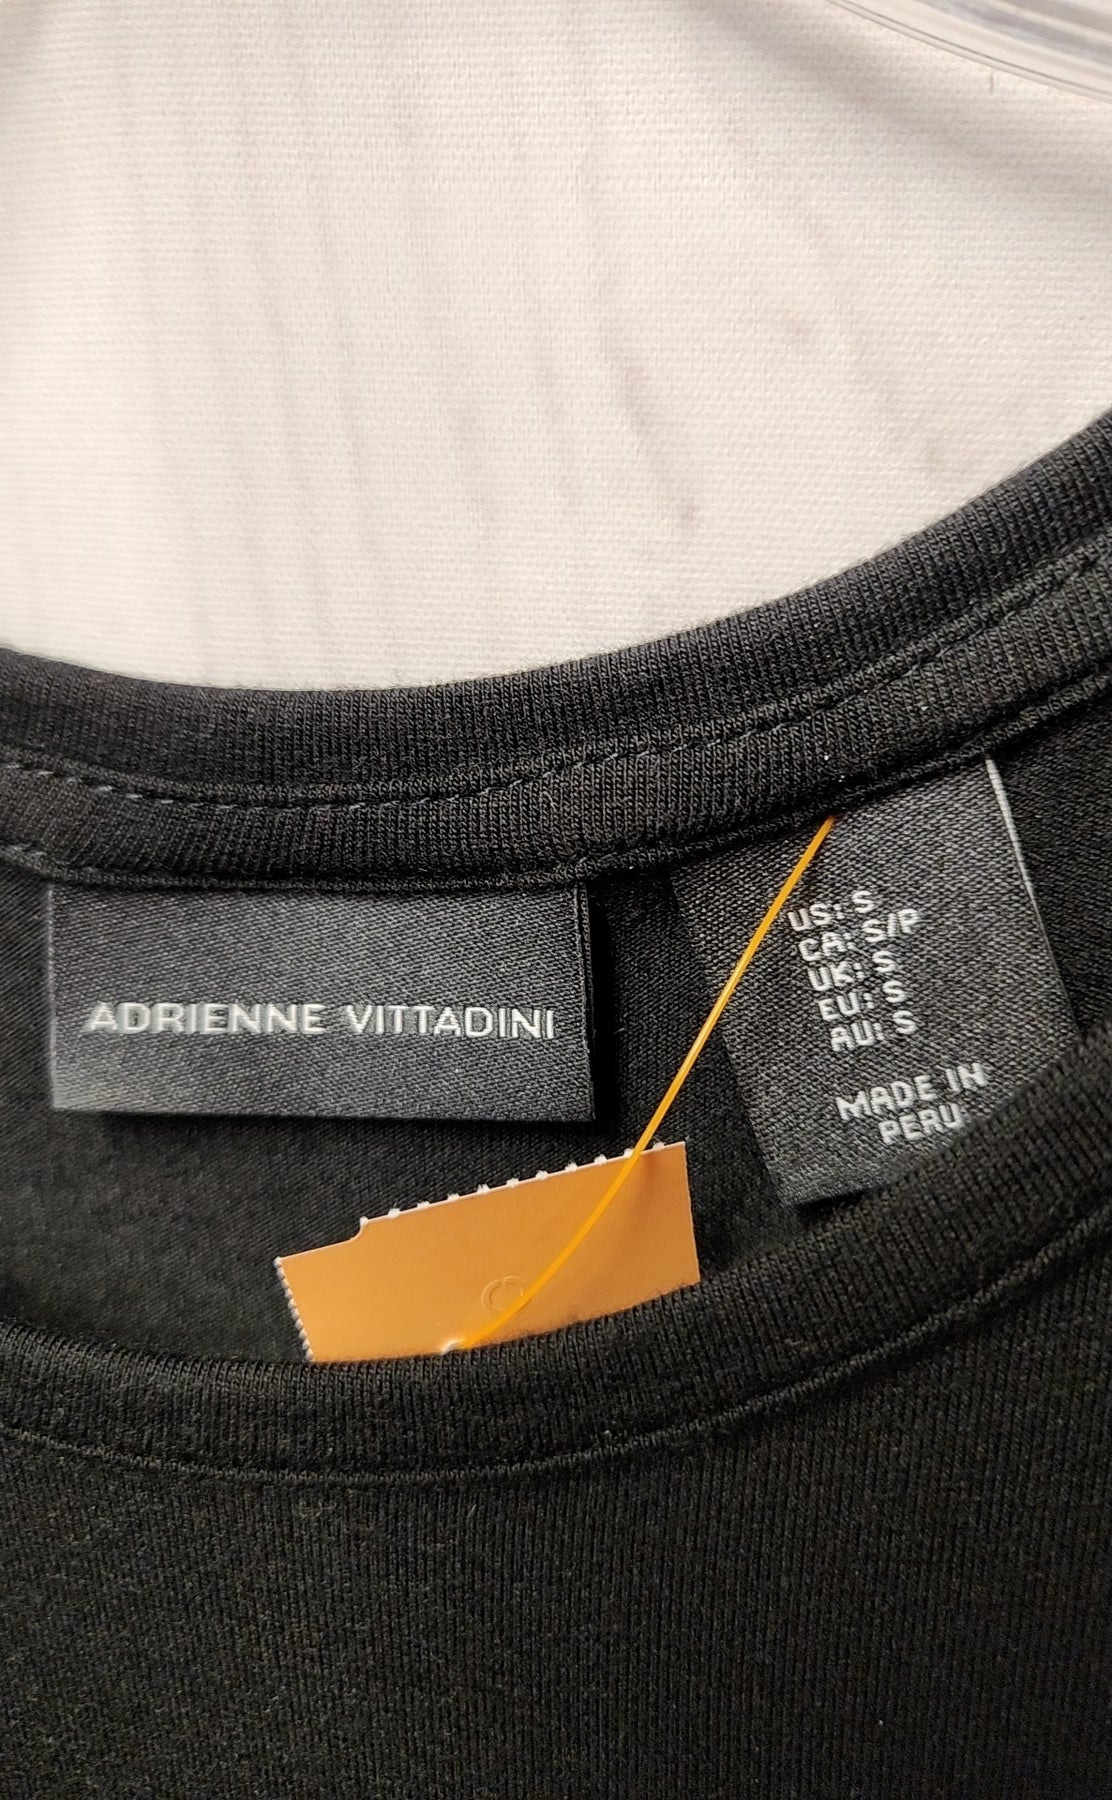 ADRIENNE VITTADINI
US: S
CA: S/P
UK: S
EU: S
AU: S
MADE IN
PERU